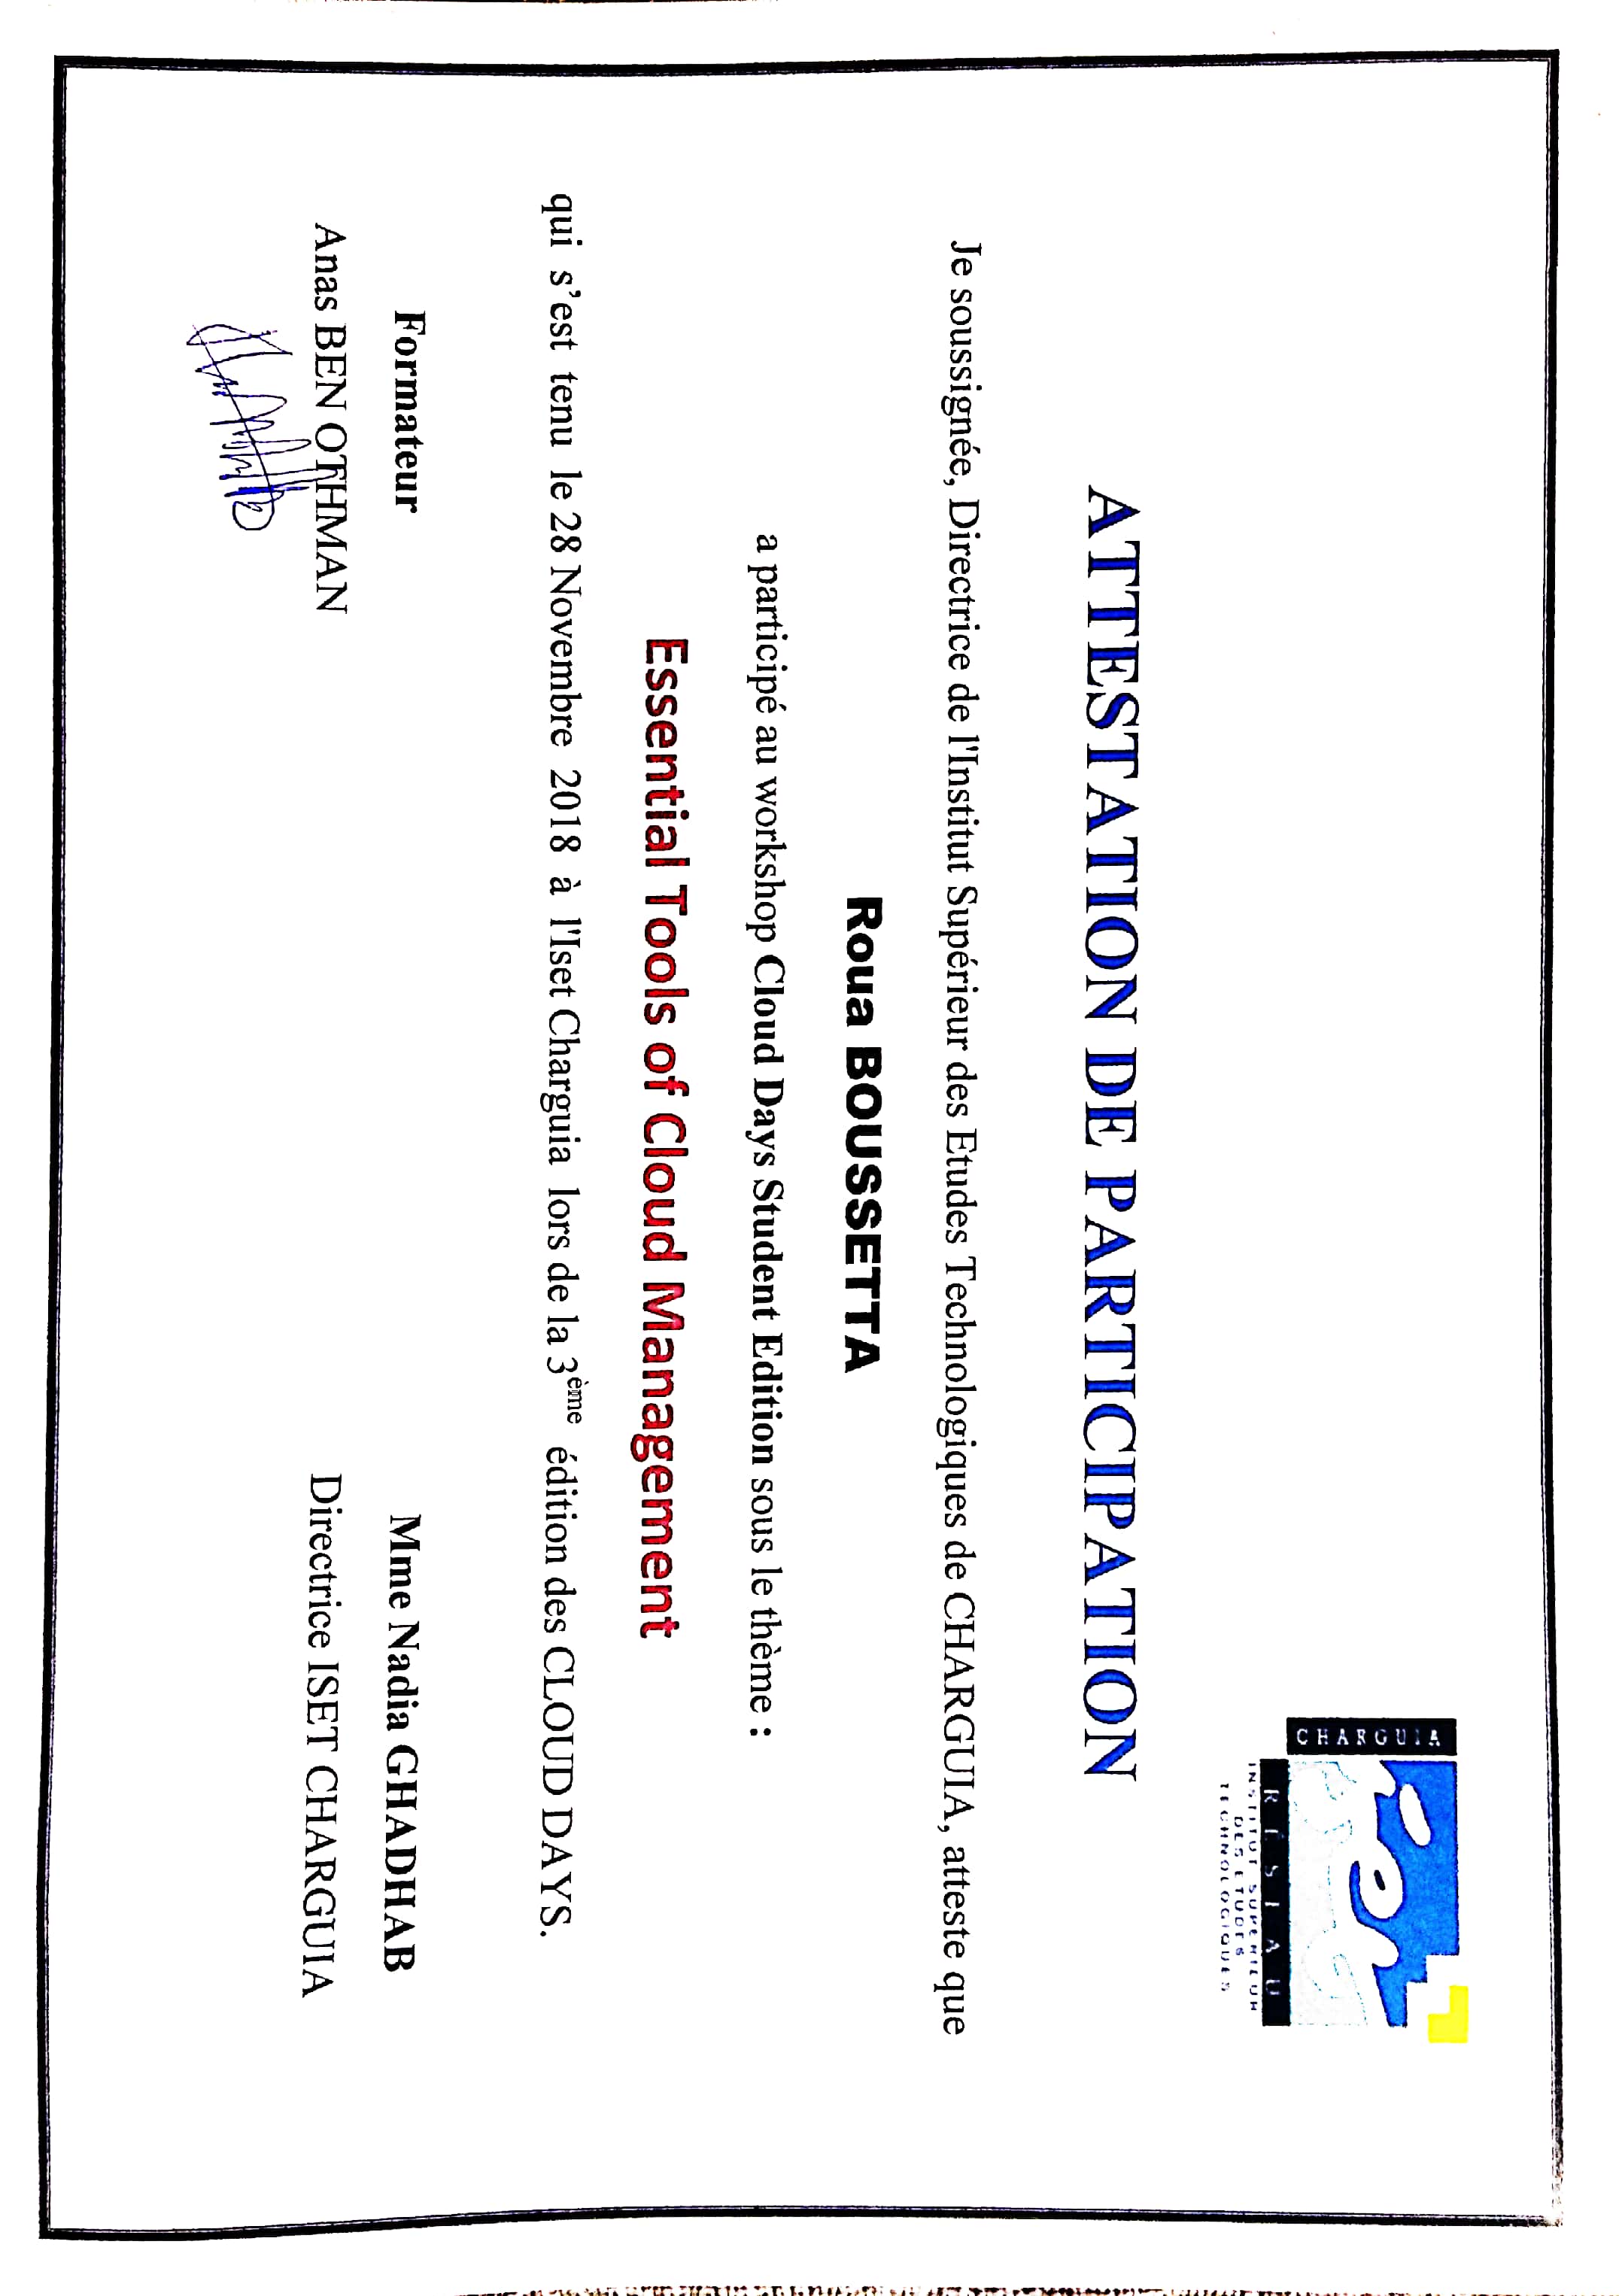 CHARGUIA
RÉSEAU
INSTITUT SUPERIEUR
DES ETUDES
TECHNOLOGIQUES
ATTESTATION DE PARTICIPATION
Je soussignée, Directrice de l'Institut Supérieur des Etudes Technologiques de CHARGUIA, atteste que
Roua BOUSSETTA
a participé au workshop Cloud Days Student Edition sous le thème :
Essential Tools of Cloud Management
qui s’est tenu le 28 Novembre 2018 à l'Iset Charguia lors de la 3ème édition des CLOUD DAYS.
Formateur
Anas BEN OTHMAN
Mme Nadia GHADHAB
Directrice ISET CHARGUIA